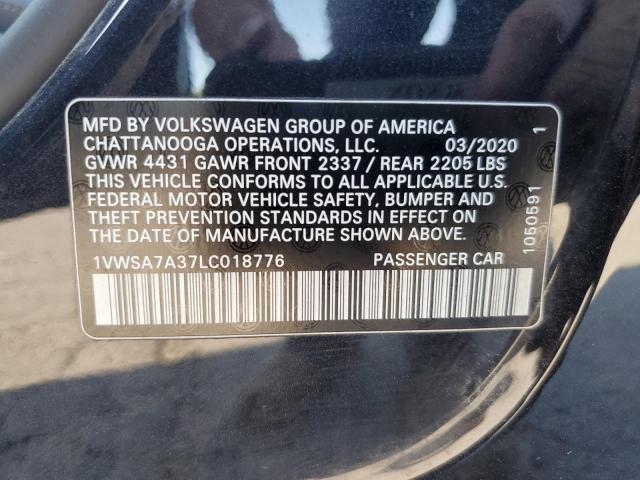 MFD BY VOLKSWAGEN GROUP OF AMERICA
CHATTANOOGA OPERATIONS, LLC. 03/2020
GVWR 4431 GAWR FRONT 2337 / REAR 2205 LBS
THIS VEHICLE CONFORMS TO ALL APPLICABLE U.S.
FEDERAL MOTOR VEHICLE SAFETY, BUMPER AND
THEFT PREVENTION STANDARDS IN EFFECT ON
THE DATE OF MANUFACTURE SHOWN ABOVE.
1VWSA7A37LC018776 PASSENGER CAR
1050591 1